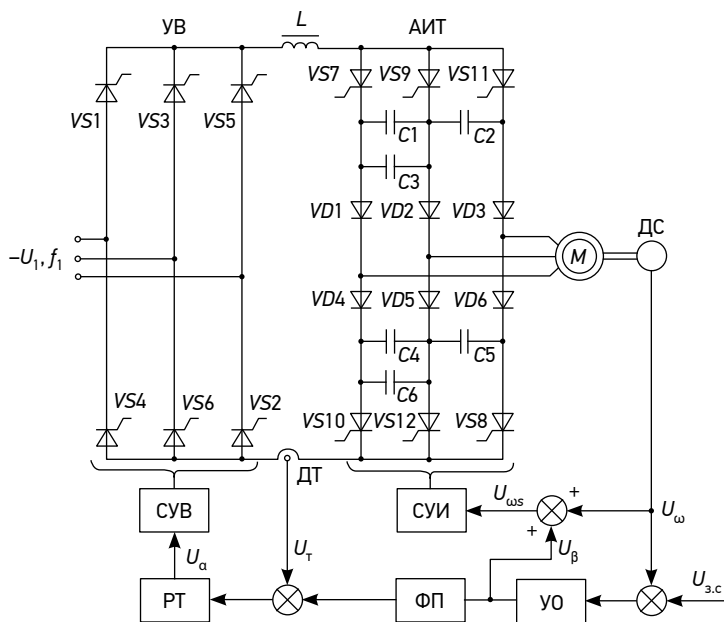 УВ
L
АИТ
VS7
VS9
VS11
VS1
VS3
VS5
C1
C2
C3
VD1
VD2
VD3
ДС
–U1, f1
M
VD4
VD5
VD6
C4
C5
C6
VS4
VS6
VS2
VS10
VS12
VS8
ДТ
СУВ
СУИ
Uωs
+
+
Uω
Uα
Uт
Uβ
Uз.с
РТ
ФП
УО